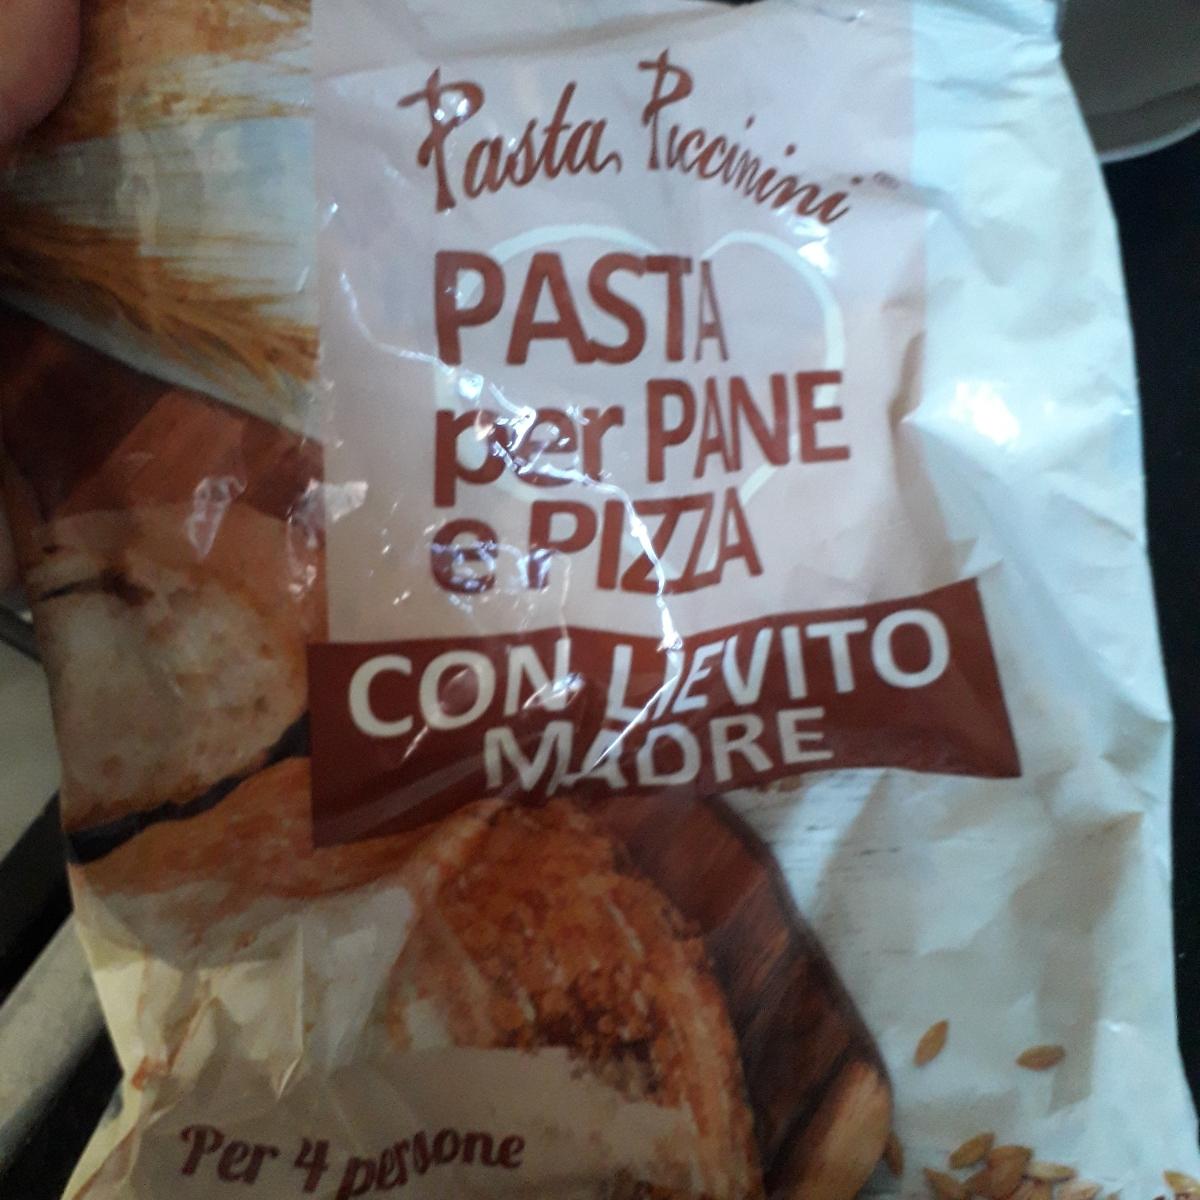 Pasta Piccinini
PASTA
per PANE
e PIZZA
CON LIEVITO
MADRE
Per 4 persone